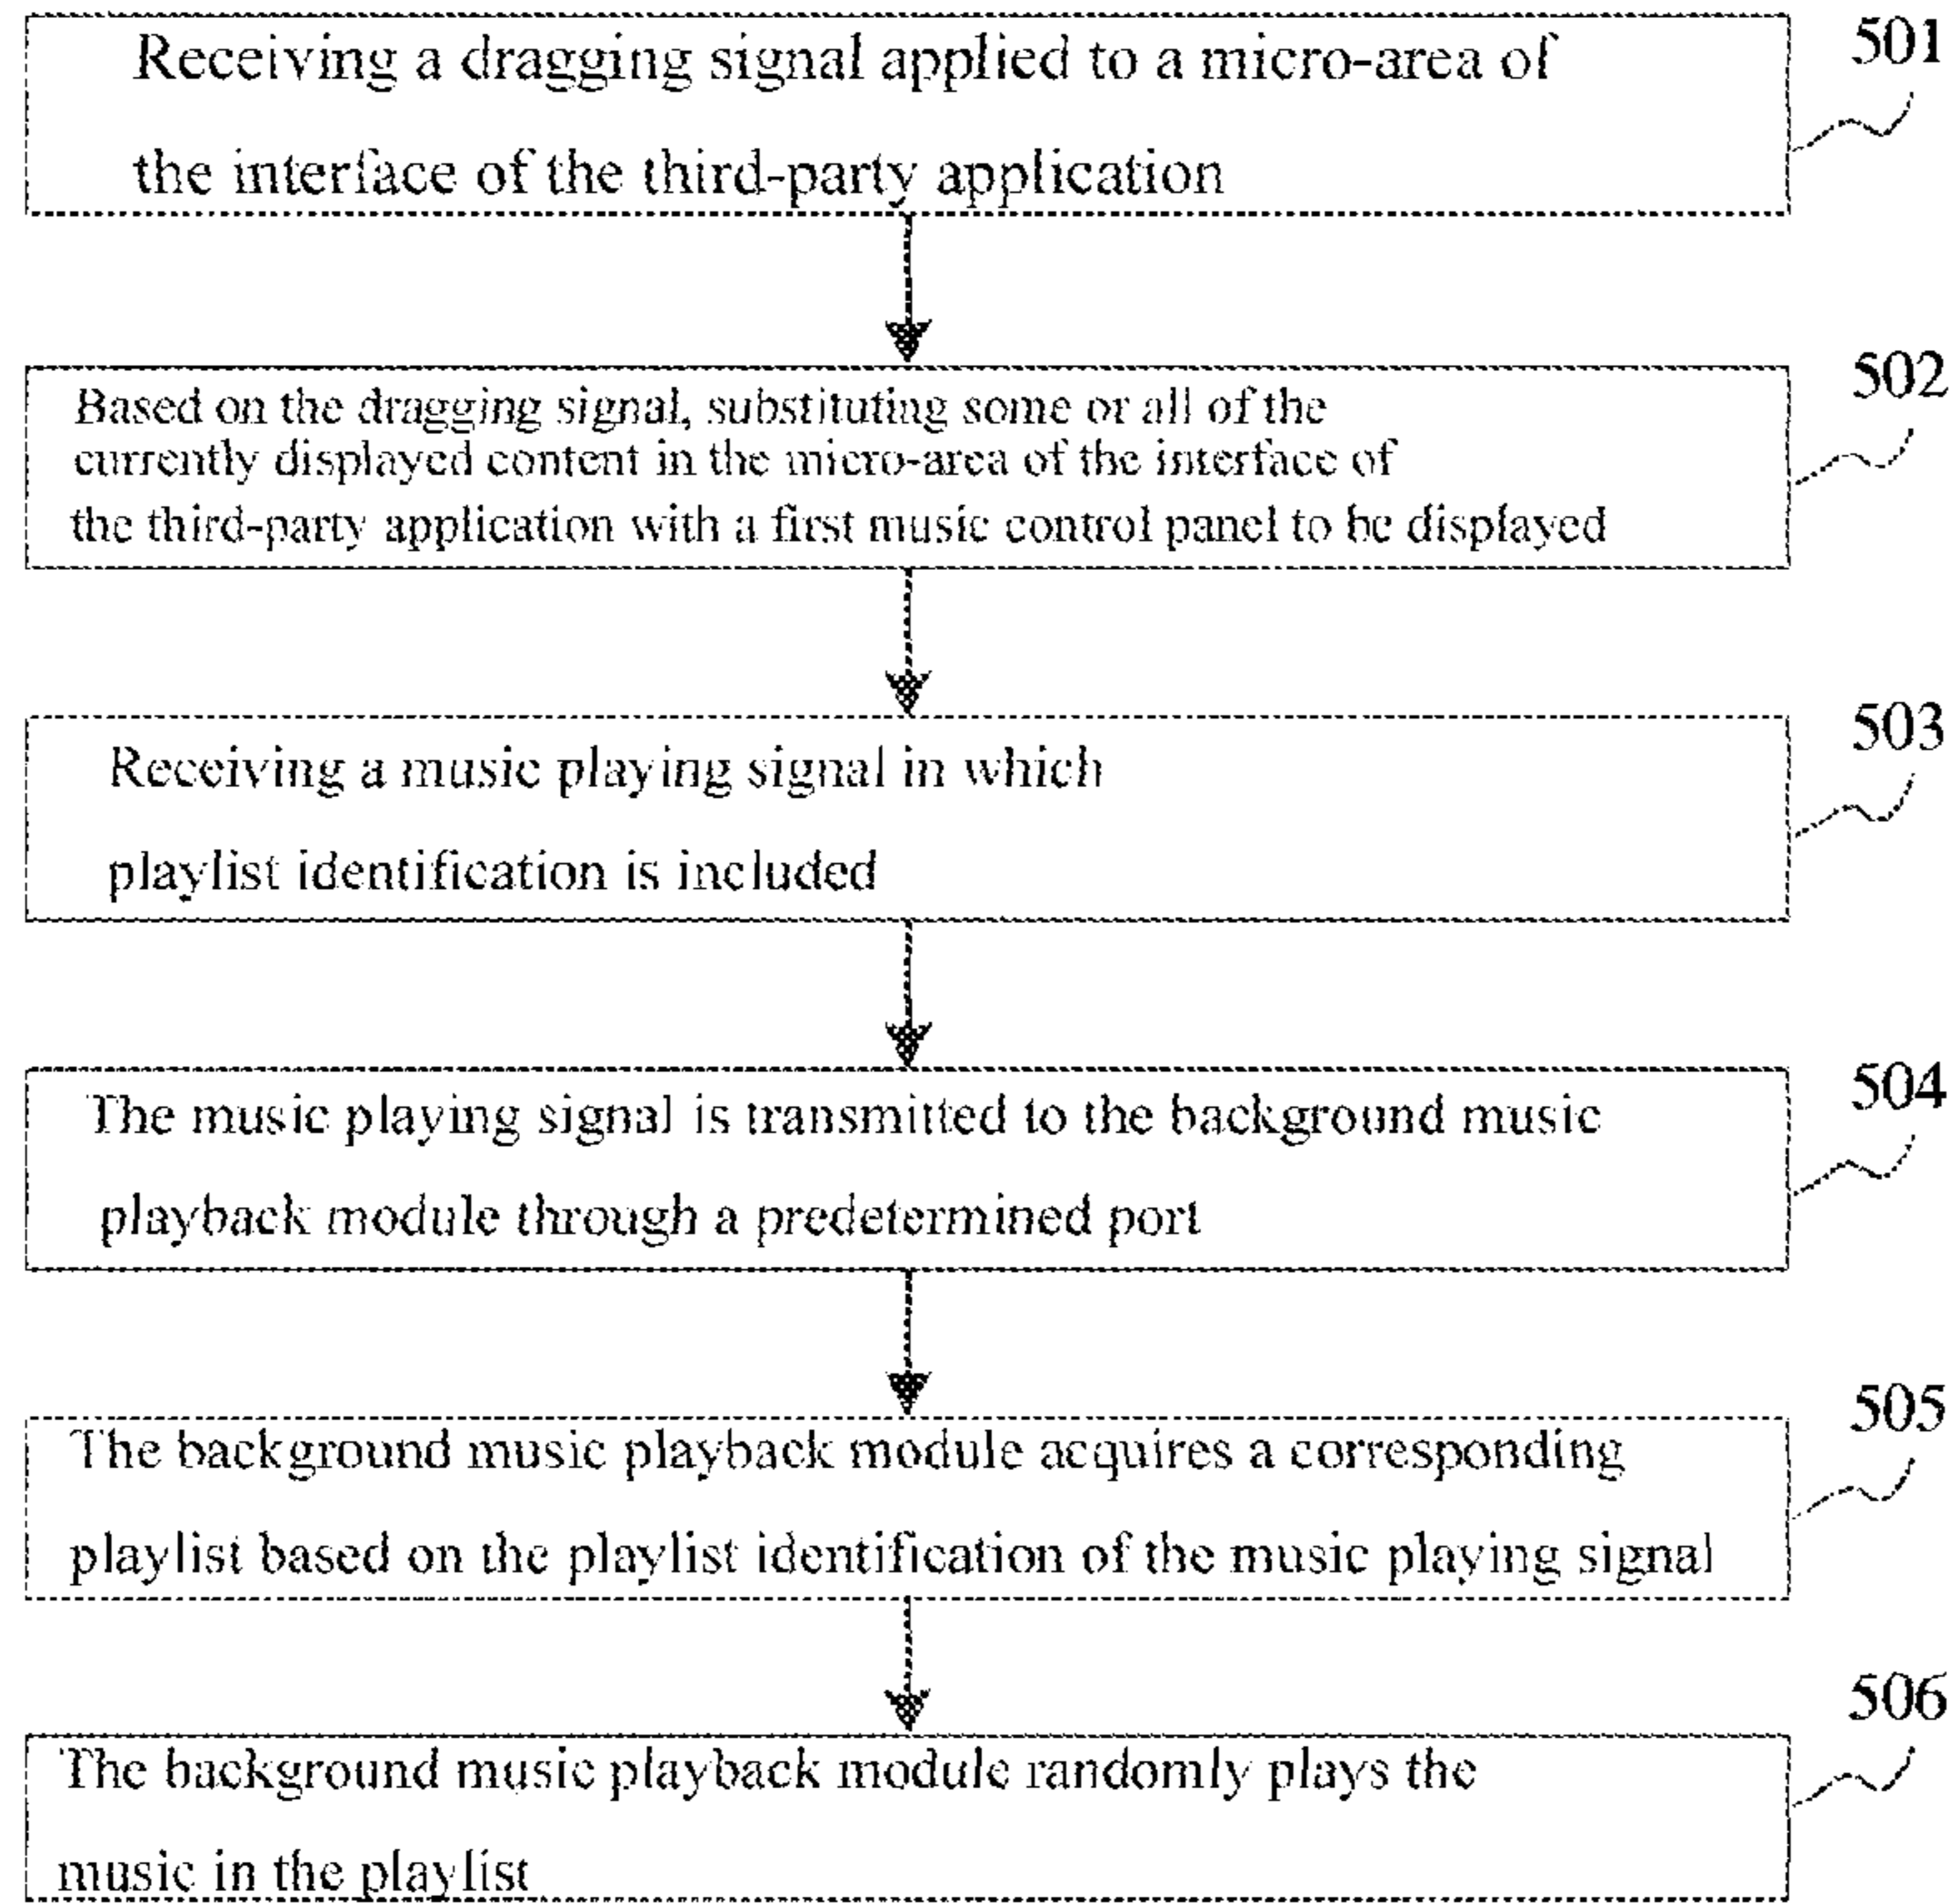 Receiving a dragging signal applied to a micro-area of
501
the interface of the third-party application
Based on the dragging signal, substituting some or all of the
502
currently displayed content in the micro-area of the interface of
the third-party application with a first music control panel to be displayed
Receiving a music playing signal in which
503
playlist identification is included
The music playing signal is transmitted to the background music
504
playback module through a predetermined port
The background music playback module acquires a corresponding
505
playlist based on the playlist identification of the music playing signal
The background music playback module randomly plays the
506
music in the playlist